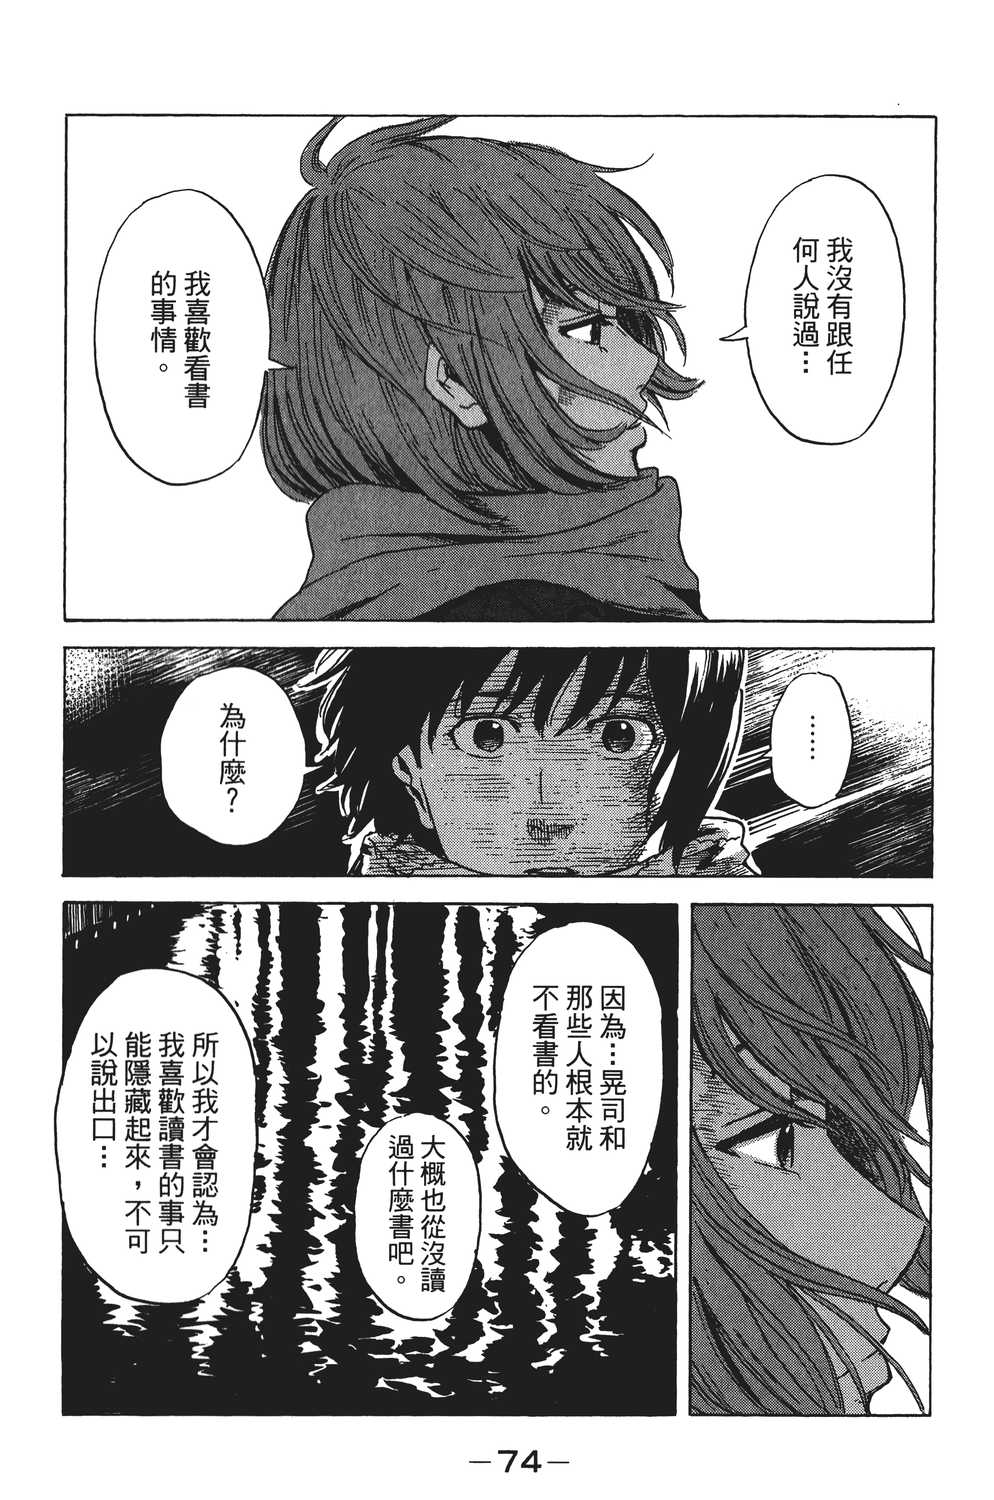 我沒有跟任
何人說過…
我喜歡看書
的事情。
……
為什麼?
因為…晃司和
那些人根本就
不看書的。
大概也從沒讀
過什麼書吧。
所以我才會認為…
我喜歡讀書的事只
能隱藏起來，不可
以說出口…
－74－